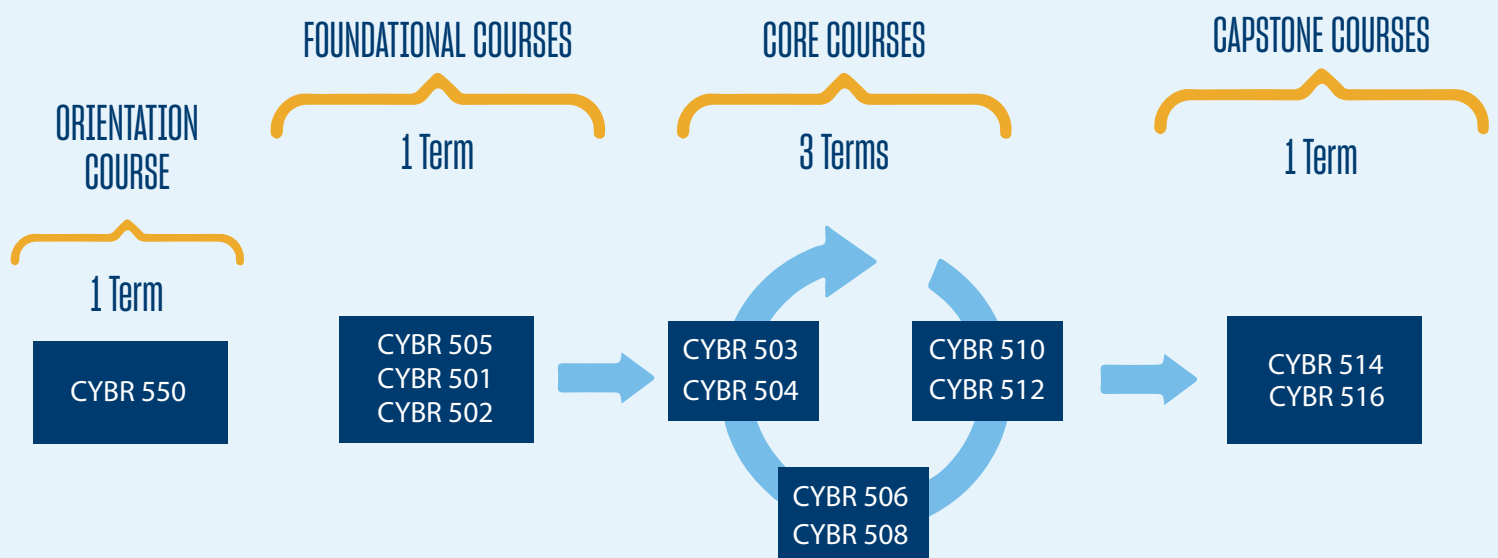 ORIENTATION
COURSE
1 Term
CYBR 550
FOUNDATIONAL COURSES
1 Term
CYBR 505
CYBR 501
CYBR 502
CORE COURSES
3 Terms
CYBR 503
CYBR 504
CYBR 510
CYBR 512
CYBR 506
CYBR 508
CAPSTONE COURSES
1 Term
CYBR 514
CYBR 516